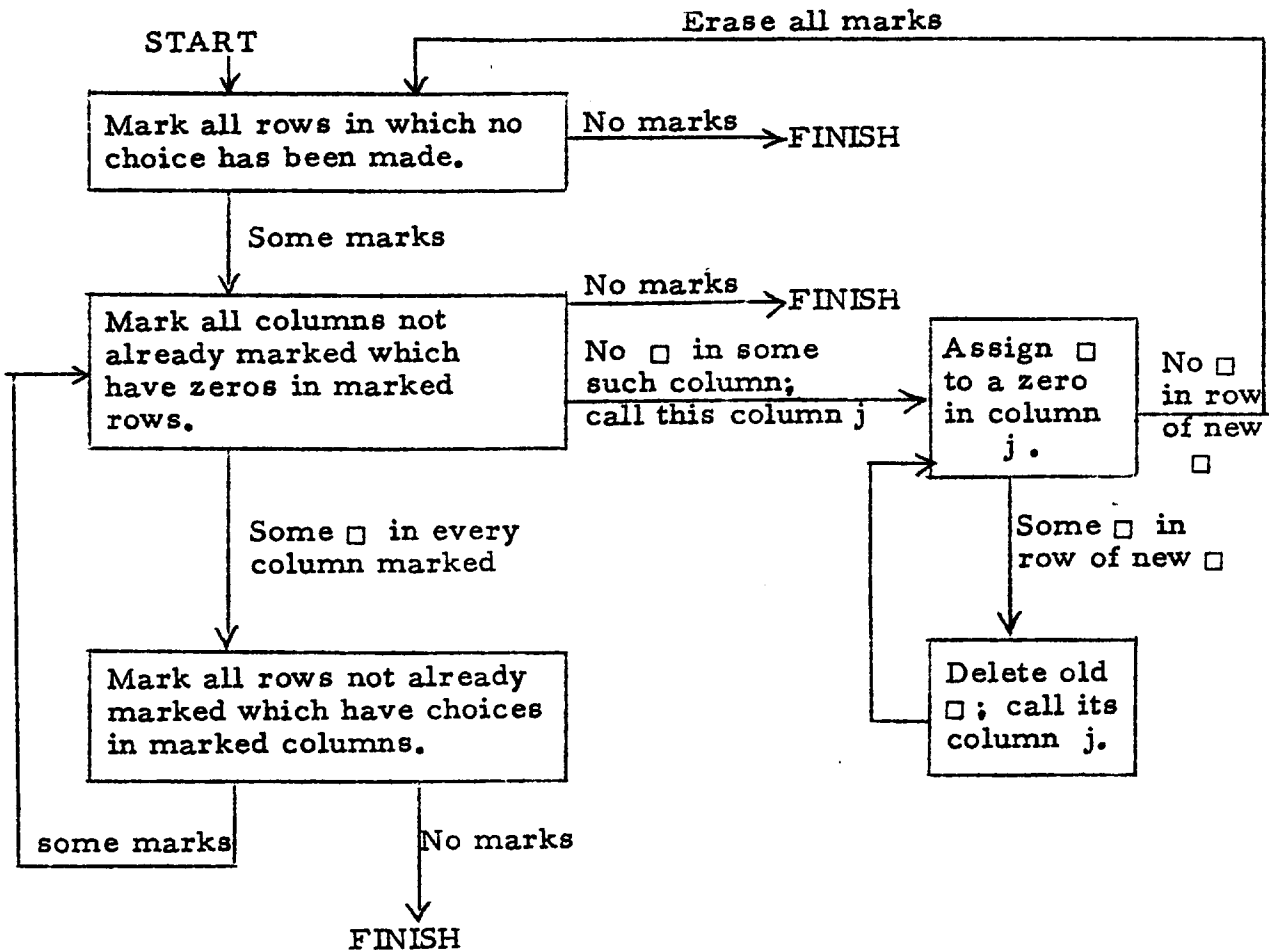 Erase all marks
START
Mark all rows in which no
choice has been made.
No marks
FINISH
Some marks
No marks
FINISH
Mark all columns not
already marked which
have zeros in marked
rows.
No □ in some
such column;
call this column j
Assign □
to a zero
in column
j.
No □
in row
of new
□
Some □ in every
column marked
Some □ in
row of new □
Mark all rows not already
marked which have choices
in marked columns.
Delete old
□; call its
column j.
some marks
No marks
FINISH